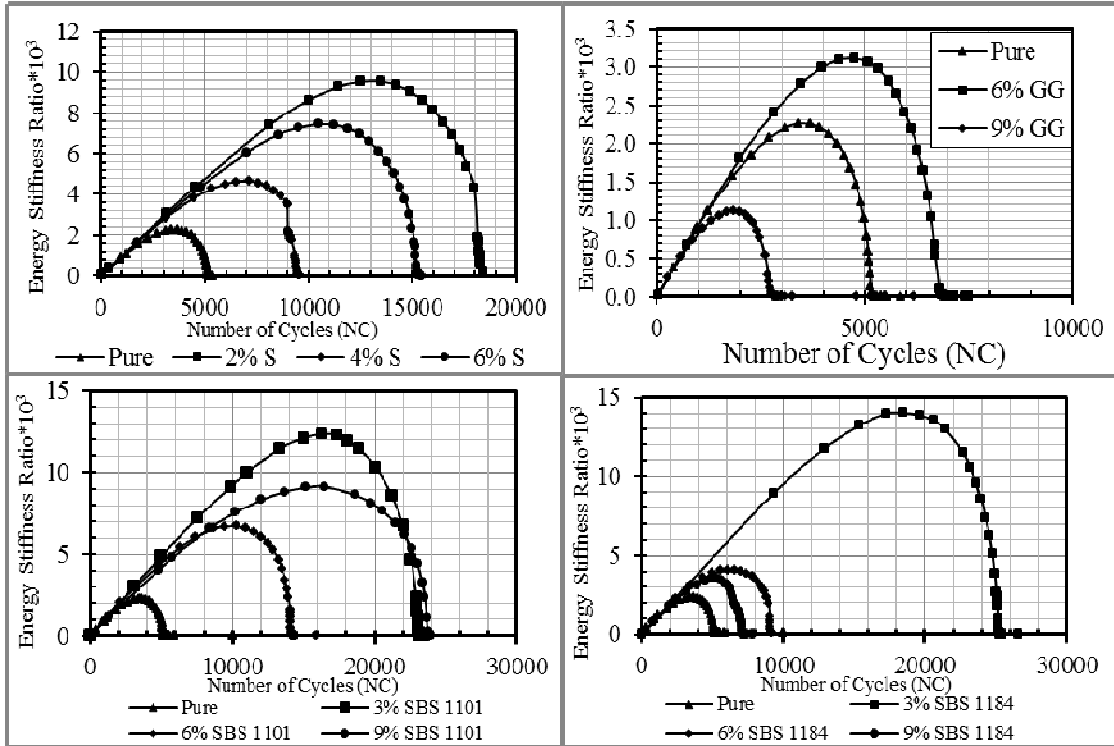 Energy Stiffness Ratio*10³
12
10
8
6
4
2
0
0 5000 10000 15000 20000
Number of Cycles (NC)
Pure 2% S 4% S 6% S
Energy Stiffness Ratio*10³
3.5
3.0
2.5
2.0
1.5
1.0
0.5
0.0
0 5000 10000
Number of Cycles (NC)
Pure
6% GG
9% GG
Energy Stiffness Ratio*10³
15
10
5
0
0 10000 20000 30000
Number of Cycles (NC)
Pure 3% SBS 1101
6% SBS 1101 9% SBS 1101
Energy Stiffness Ratio*10³
15
10
5
0
0 10000 20000 30000
Number of Cycles (NC)
Pure 3% SBS 1184
6% SBS 1184 9% SBS 1184